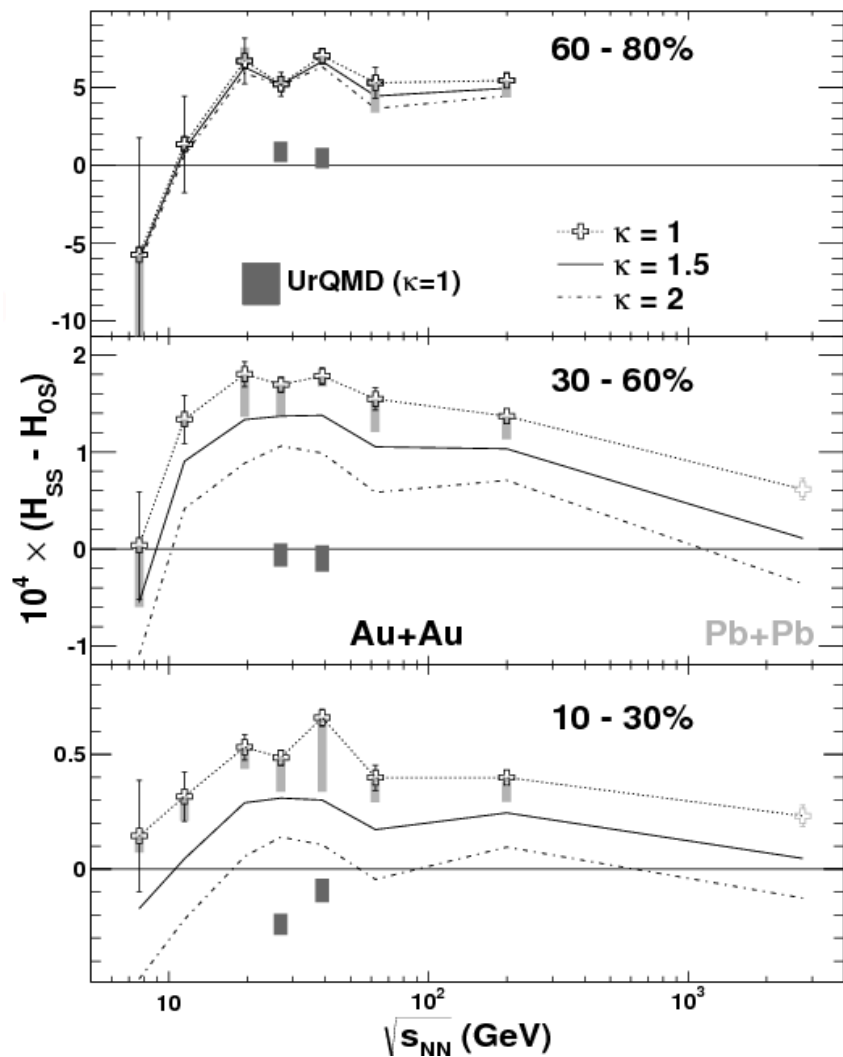 60 - 80%
5
0
-5
-10
κ = 1
κ = 1.5
κ = 2
UrQMD (κ=1)
30 - 60%
2
1
0
-1
Au+Au
Pb+Pb
10 - 30%
0.5
0
10⁴ × (H_SS - H_OS)
10
10²
10³
√s_NN (GeV)